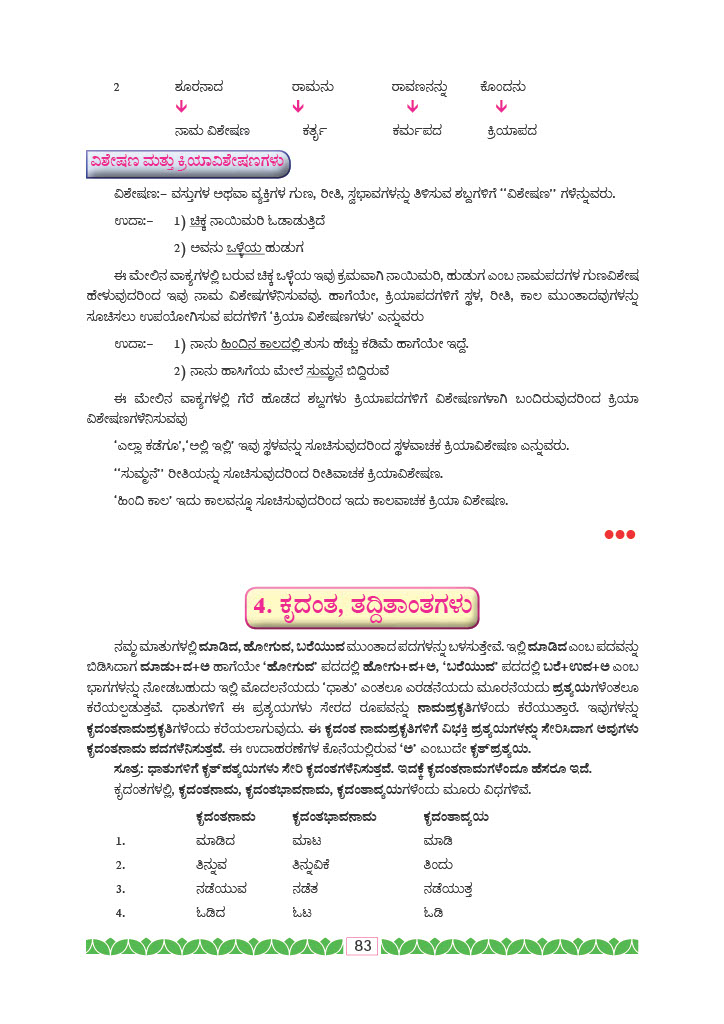 2 ಶೂರನಾದ ರಾಮನು ರಾವಣನನ್ನು ಕೊಂದನು
ನಾಮ ವಿಶೇಷಣ ಕರ್ತೃ ಕರ್ಮಪದ ಕ್ರಿಯಾಪದ
ವಿಶೇಷಣ ಮತ್ತು ಕ್ರಿಯಾವಿಶೇಷಣಗಳು
ವಿಶೇಷಣ:– ವಸ್ತುಗಳ ಅಥವಾ ವ್ಯಕ್ತಿಗಳ ಗುಣ, ರೀತಿ, ಸ್ವಭಾವಗಳನ್ನು ತಿಳಿಸುವ ಶಬ್ದಗಳಿಗೆ “ವಿಶೇಷಣ” ಗಳೆನ್ನುವರು.
ಉದಾ:– 1) ಚಿಕ್ಕ ನಾಯಿಮರಿ ಓಡಾಡುತ್ತಿದೆ
2) ಅವನು ಒಳ್ಳೆಯ ಹುಡುಗ
ಈ ಮೇಲಿನ ವಾಕ್ಯಗಳಲ್ಲಿ ಬರುವ ಚಿಕ್ಕ ಒಳ್ಳೆಯ ಇವು ಕ್ರಮವಾಗಿ ನಾಯಿಮರಿ, ಹುಡುಗ ಎಂಬ ನಾಮಪದಗಳ ಗುಣವಿಶೇಷ
ಹೇಳುವುದರಿಂದ ಇವು ನಾಮ ವಿಶೇಷಗಳೆನಿಸುವವು. ಹಾಗೆಯೇ, ಕ್ರಿಯಾಪದಗಳಿಗೆ ಸ್ಥಳ, ರೀತಿ, ಕಾಲ ಮುಂತಾದವುಗಳನ್ನು
ಸೂಚಿಸಲು ಉಪಯೋಗಿಸುವ ಪದಗಳಿಗೆ ‘ಕ್ರಿಯಾ ವಿಶೇಷಣಗಳು’ ಎನ್ನುವರು
ಉದಾ:– 1) ನಾನು ಹಿಂದಿನ ಕಾಲದಲ್ಲಿ ತುಸು ಹೆಚ್ಚು ಕಡಿಮೆ ಹಾಗೆಯೇ ಇದ್ದೆ.
2) ನಾನು ಹಾಸಿಗೆಯ ಮೇಲೆ ಸುಮ್ಮನೆ ಬಿದ್ದಿರುವೆ
ಈ ಮೇಲಿನ ವಾಕ್ಯಗಳಲ್ಲಿ ಗೆರೆ ಹೊಡೆದ ಶಬ್ದಗಳು ಕ್ರಿಯಾಪದಗಳಿಗೆ ವಿಶೇಷಣಗಳಾಗಿ ಬಂದಿರುವುದರಿಂದ ಕ್ರಿಯಾ
ವಿಶೇಷಣಗಳೆನಿಸುವವು
‘ಎಲ್ಲಾ ಕಡೆಗೂ’,‘ಅಲ್ಲಿ ಇಲ್ಲಿ’ ಇವು ಸ್ಥಳವನ್ನು ಸೂಚಿಸುವುದರಿಂದ ಸ್ಥಳವಾಚಕ ಕ್ರಿಯಾವಿಶೇಷಣ ಎನ್ನುವರು.
“ಸುಮ್ಮನೆ” ರೀತಿಯನ್ನು ಸೂಚಿಸುವುದರಿಂದ ರೀತಿವಾಚಕ ಕ್ರಿಯಾವಿಶೇಷಣ.
‘ಹಿಂದಿ ಕಾಲ’ ಇದು ಕಾಲವನ್ನೂ ಸೂಚಿಸುವುದರಿಂದ ಇದು ಕಾಲವಾಚಕ ಕ್ರಿಯಾ ವಿಶೇಷಣ.
4. ಕೃದಂತ, ತದ್ದಿತಾಂತಗಳು
ನಮ್ಮ ಮಾತುಗಳಲ್ಲಿ ಮಾಡಿದ, ಹೋಗುವ, ಬರೆಯುವ ಮುಂತಾದ ಪದಗಳನ್ನು ಬಳಸುತ್ತೇವೆ. ಇಲ್ಲಿ ಮಾಡಿದ ಎಂಬ ಪದವನ್ನು
ಬಿಡಿಸಿದಾಗ ಮಾಡು+ದ+ಅ ಹಾಗೆಯೇ ‘ಹೋಗುವ’ ಪದದಲ್ಲಿ ಹೋಗು+ವ+ಅ, ‘ಬರೆಯುವ’ ಪದದಲ್ಲಿ ಬರೆ+ಉವ+ಅ ಎಂಬ
ಭಾಗಗಳನ್ನು ನೋಡಬಹುದು ಇಲ್ಲಿ ಮೊದಲನೆಯದು ‘ಧಾತು’ ಎಂತಲೂ ಎರಡನೆಯದು ಮೂರನೆಯದು ಪ್ರತ್ಯಯಗಳೆಂತಲೂ
ಕರೆಯಲ್ಪಡುತ್ತವೆ. ಧಾತುಗಳಿಗೆ ಈ ಪ್ರತ್ಯಯಗಳು ಸೇರದ ರೂಪವನ್ನು ನಾಮಪ್ರಕೃತಿಗಳೆಂದು ಕರೆಯುತ್ತಾರೆ. ಇವುಗಳನ್ನು
ಕೃದಂತನಾಮಪ್ರಕೃತಿಗಳೆಂದು ಕರೆಯಲಾಗುವುದು. ಈ ಕೃದಂತ ನಾಮಪ್ರಕೃತಿಗಳಿಗೆ ವಿಭಕ್ತಿ ಪ್ರತ್ಯಯಗಳನ್ನು ಸೇರಿಸಿದಾಗ ಅವುಗಳು
ಕೃದಂತನಾಮ ಪದಗಳೆನಿಸುತ್ತದೆ. ಈ ಉದಾಹರಣೆಗಳ ಕೊನೆಯಲ್ಲಿರುವ ‘ಅ’ ಎಂಬುದೇ ಕೃತ್‌ಪ್ರತ್ಯಯ.
ಸೂತ್ರ: ಧಾತುಗಳಿಗೆ ಕೃತ್‌ಪತ್ಯಯಗಳು ಸೇರಿ ಕೃದಂತಗಳೆನಿಸುತ್ತವೆ. ಇದಕ್ಕೆ ಕೃದಂತನಾಮಗಳೆಂದೂ ಹೆಸರೂ ಇದೆ.
ಕೃದಂತಗಳಲ್ಲಿ, ಕೃದಂತನಾಮ, ಕೃದಂತಭಾವನಾಮ, ಕೃದಂತಾವ್ಯಯಗಳೆಂದು ಮೂರು ವಿಧಗಳಿವೆ.
ಕೃದಂತನಾಮ ಕೃದಂತಭಾವನಾಮ ಕೃದಂತಾವ್ಯಯ
1. ಮಾಡಿದ ಮಾಟ ಮಾಡಿ
2. ತಿನ್ನುವ ತಿನ್ನುವಿಕೆ ತಿಂದು
3. ನಡೆಯುವ ನಡೆತ ನಡೆಯುತ್ತ
4. ಓಡಿದ ಓಟ ಓಡಿ
83